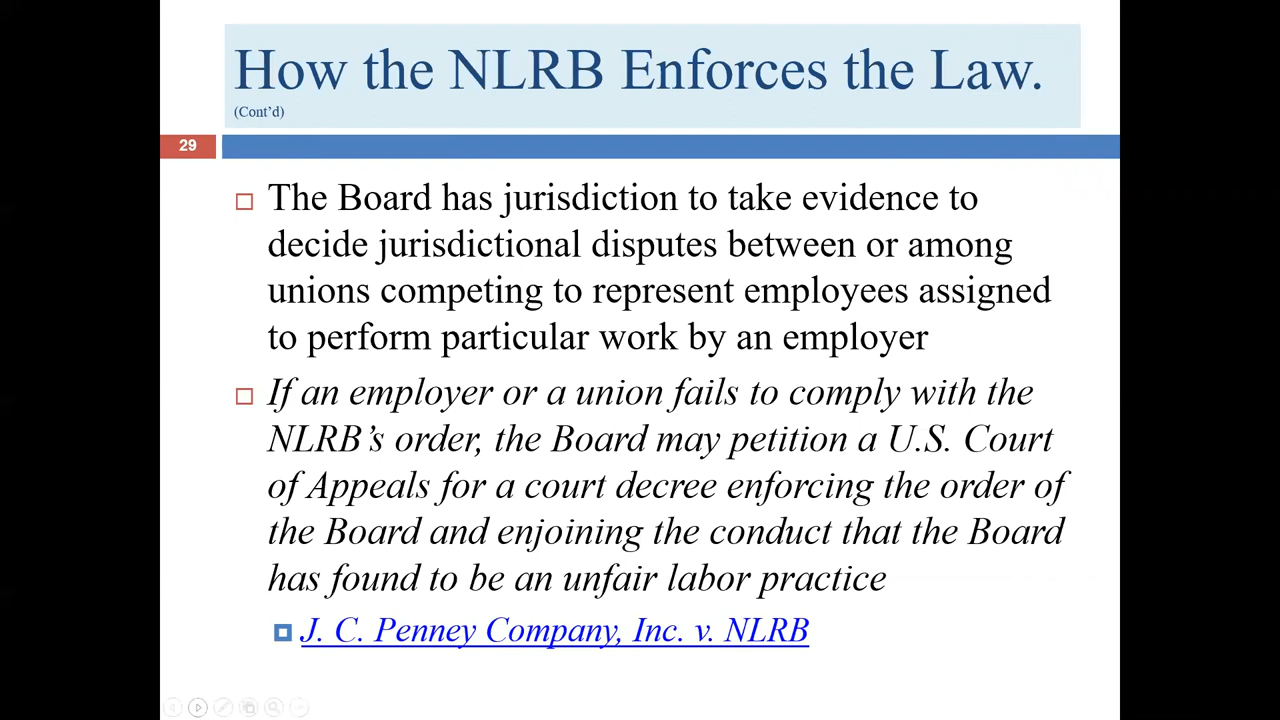 How the NLRB Enforces the Law.
(Cont’d)
29
The Board has jurisdiction to take evidence to
decide jurisdictional disputes between or among
unions competing to represent employees assigned
to perform particular work by an employer
If an employer or a union fails to comply with the
NLRB’s order, the Board may petition a U.S. Court
of Appeals for a court decree enforcing the order of
the Board and enjoining the conduct that the Board
has found to be an unfair labor practice
J. C. Penney Company, Inc. v. NLRB